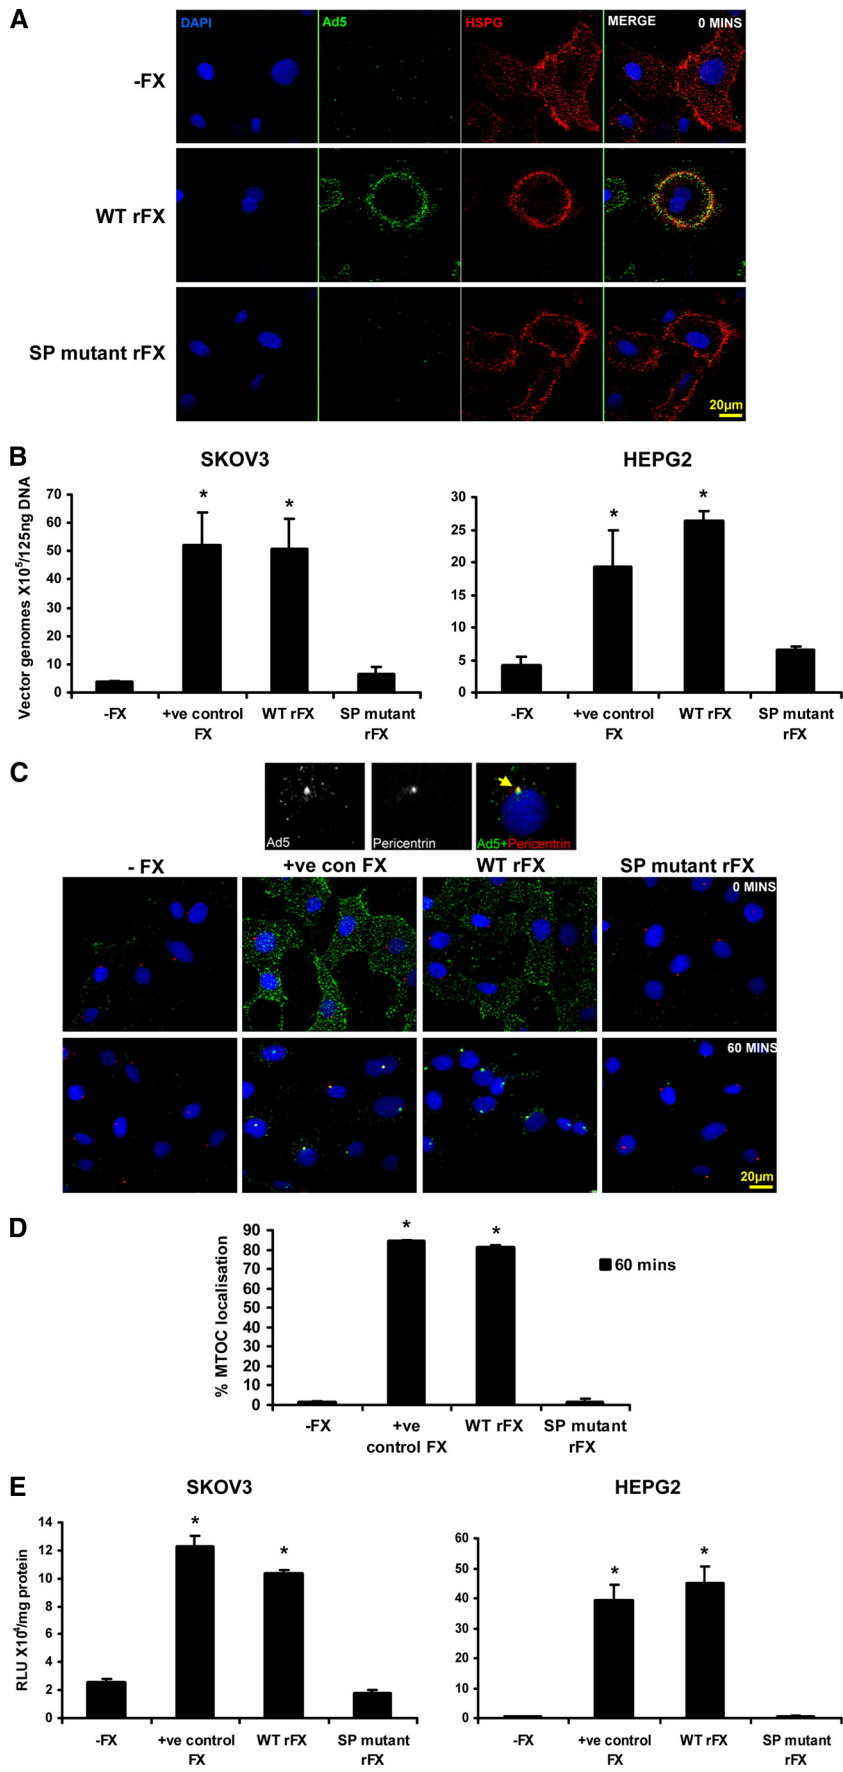 A
DAPI
Ad5
HSPG
MERGE
0 MINS
-FX
WT rFX
SP mutant rFX
20µm
B
SKOV3
Vector genomes X10⁵/125ng DNA
70
60
50
40
30
20
10
0
*
*
-FX
+ve control
FX
WT rFX
SP mutant
rFX
HEPG2
30
25
20
15
10
5
0
*
*
-FX
+ve control
FX
WT rFX
SP mutant
rFX
C
Ad5
Pericentrin
Ad5+Pericentrin
- FX
+ve con FX
WT rFX
SP mutant rFX
0 MINS
60 MINS
20µm
D
% MTOC localisation
90
80
70
60
50
40
30
20
10
0
*
*
60 mins
-FX
+ve
control FX
WT rFX
SP mutant
rFX
E
SKOV3
RLU X10⁴/mg protein
14
12
10
8
6
4
2
0
*
*
-FX
+ve control
FX
WT rFX
SP mutant
rFX
HEPG2
60
50
40
30
20
10
0
*
*
-FX
+ve control
FX
WT rFX
SP mutant
rFX